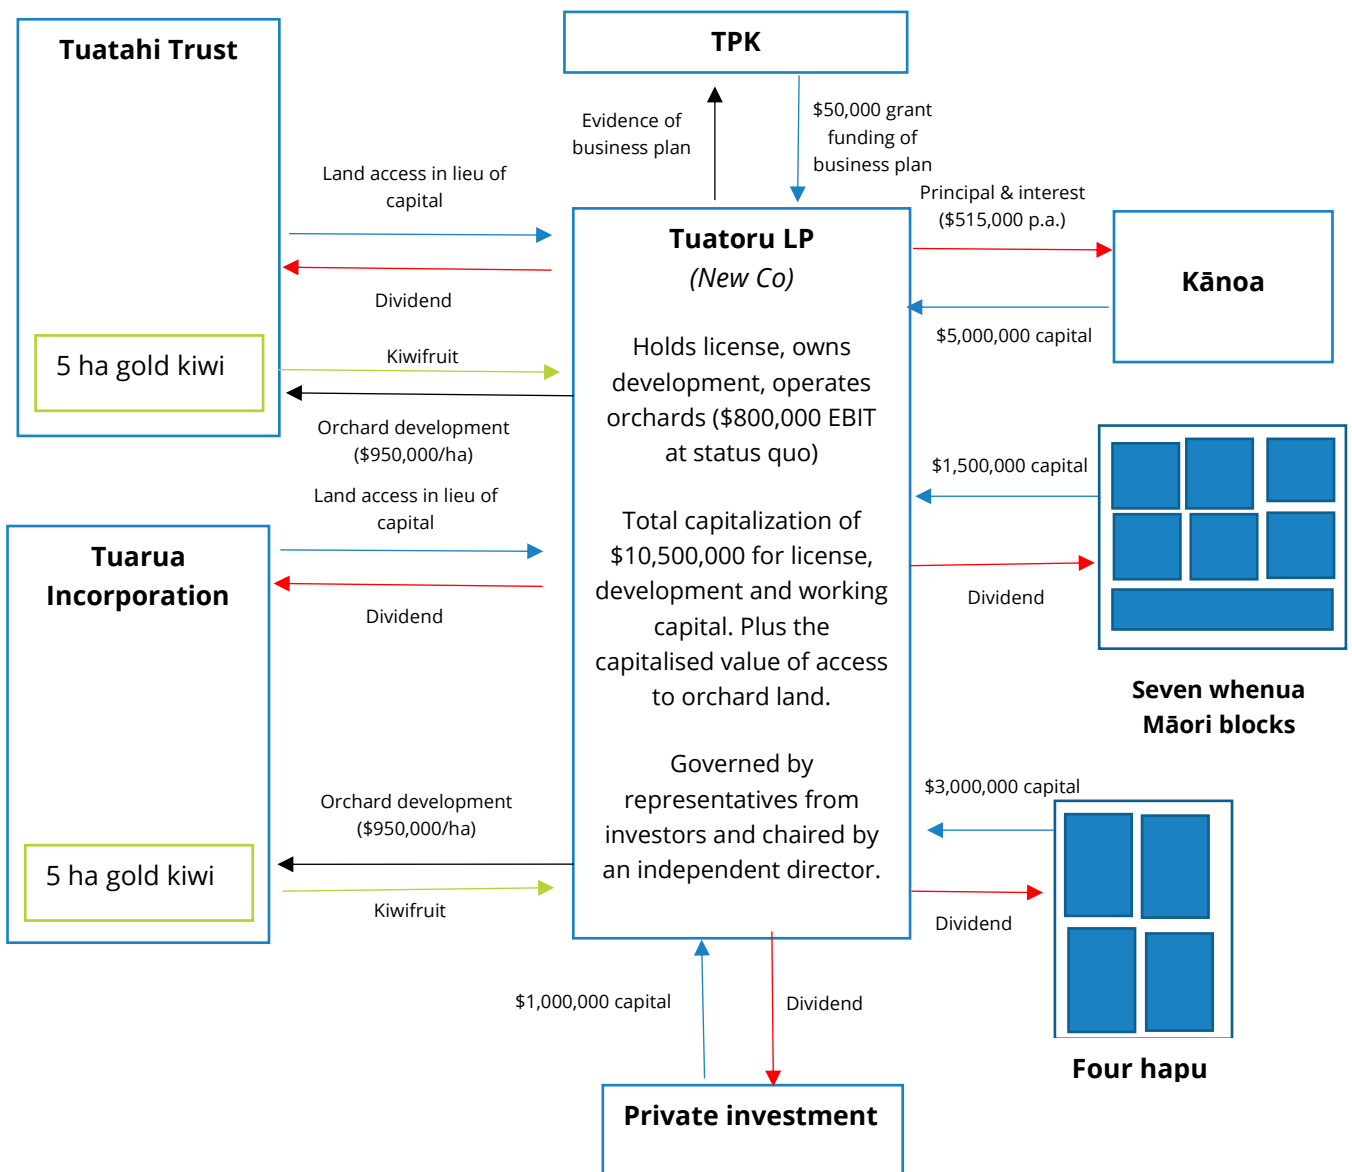 Tuatahi Trust
TPK
Evidence of
business plan
$50,000 grant
funding of
business plan
Land access in lieu of
capital
Dividend
5 ha gold kiwi
Kiwifruit
Orchard development
($950,000/ha)
Land access in lieu of
capital
Tuarua
Incorporation
Dividend
Orchard development
($950,000/ha)
5 ha gold kiwi
Kiwifruit
Tuatoru LP
(New Co)
Holds license, owns
development, operates
orchards ($800,000 EBIT
at status quo)
Total capitalization of
$10,500,000 for license,
development and working
capital. Plus the
capitalised value of access
to orchard land.
Governed by
representatives from
investors and chaired by
an independent director.
Principal & interest
($515,000 p.a.)
Kānoa
$5,000,000 capital
$1,500,000 capital
Dividend
Seven whenua
Māori blocks
$3,000,000 capital
Dividend
Four hapu
$1,000,000 capital
Dividend
Private investment